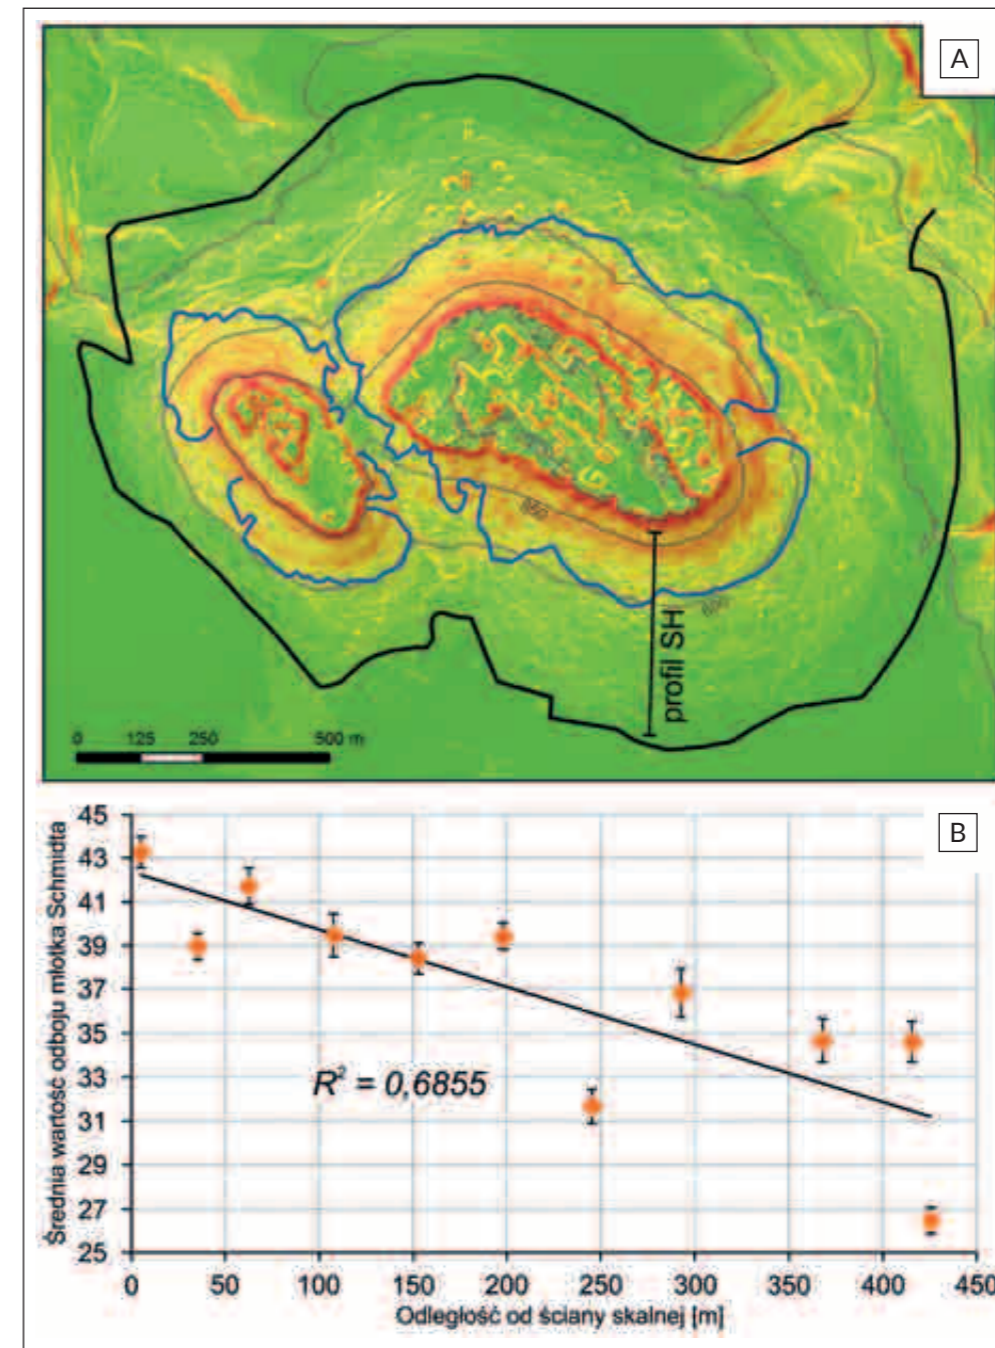 A
profil SH
0 125 250 500 m
B
Średnia wartość odboju młotka Schmidta
45
43
41
39
37
35
33
31
29
27
25
R² = 0,6855
0 50 100 150 200 250 300 350 400 450
Odległość od ściany skalnej [m]